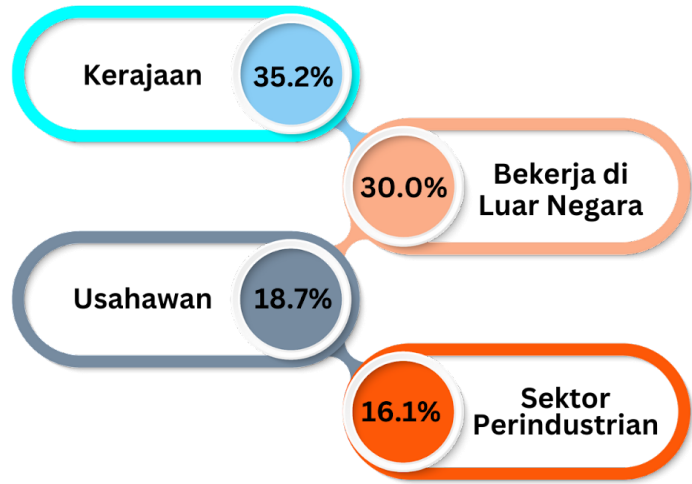 Kerajaan
35.2%
30.0%
Bekerja di
Luar Negara
Usahawan
18.7%
16.1%
Sektor
Perindustrian